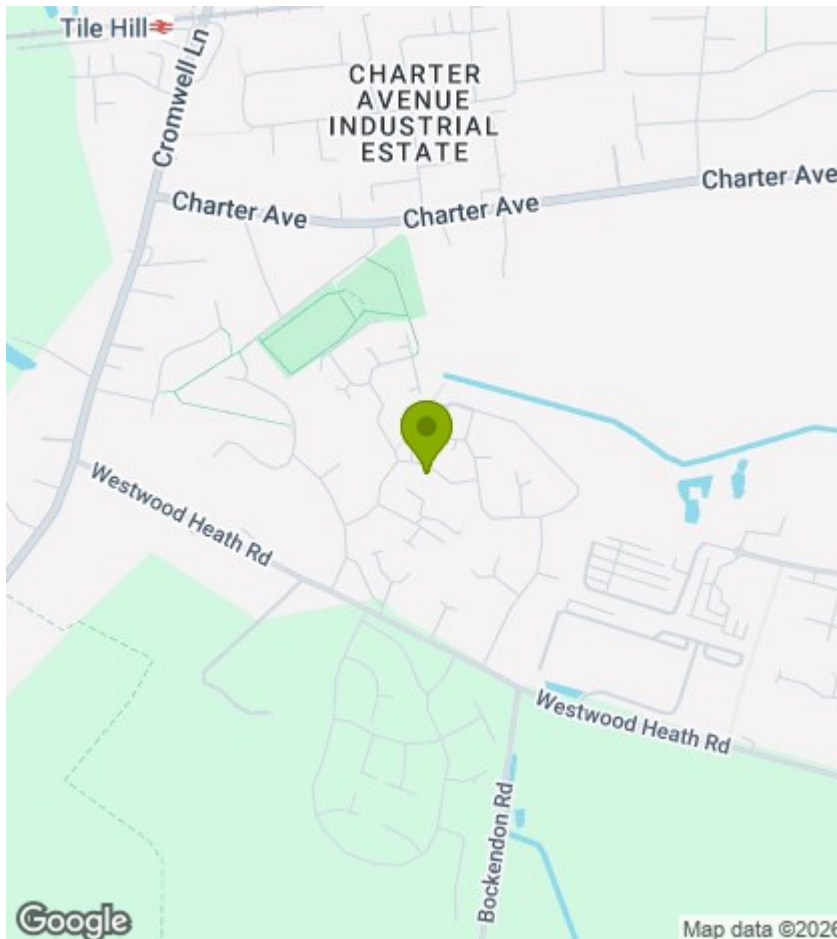 Tile Hill
Cromwell Ln
CHARTER
AVENUE
INDUSTRIAL
ESTATE
Charter Ave
Charter Ave
Charter Ave
Westwood Heath Rd
Westwood Heath Rd
Bockendon Rd
Google
Map data ©2026